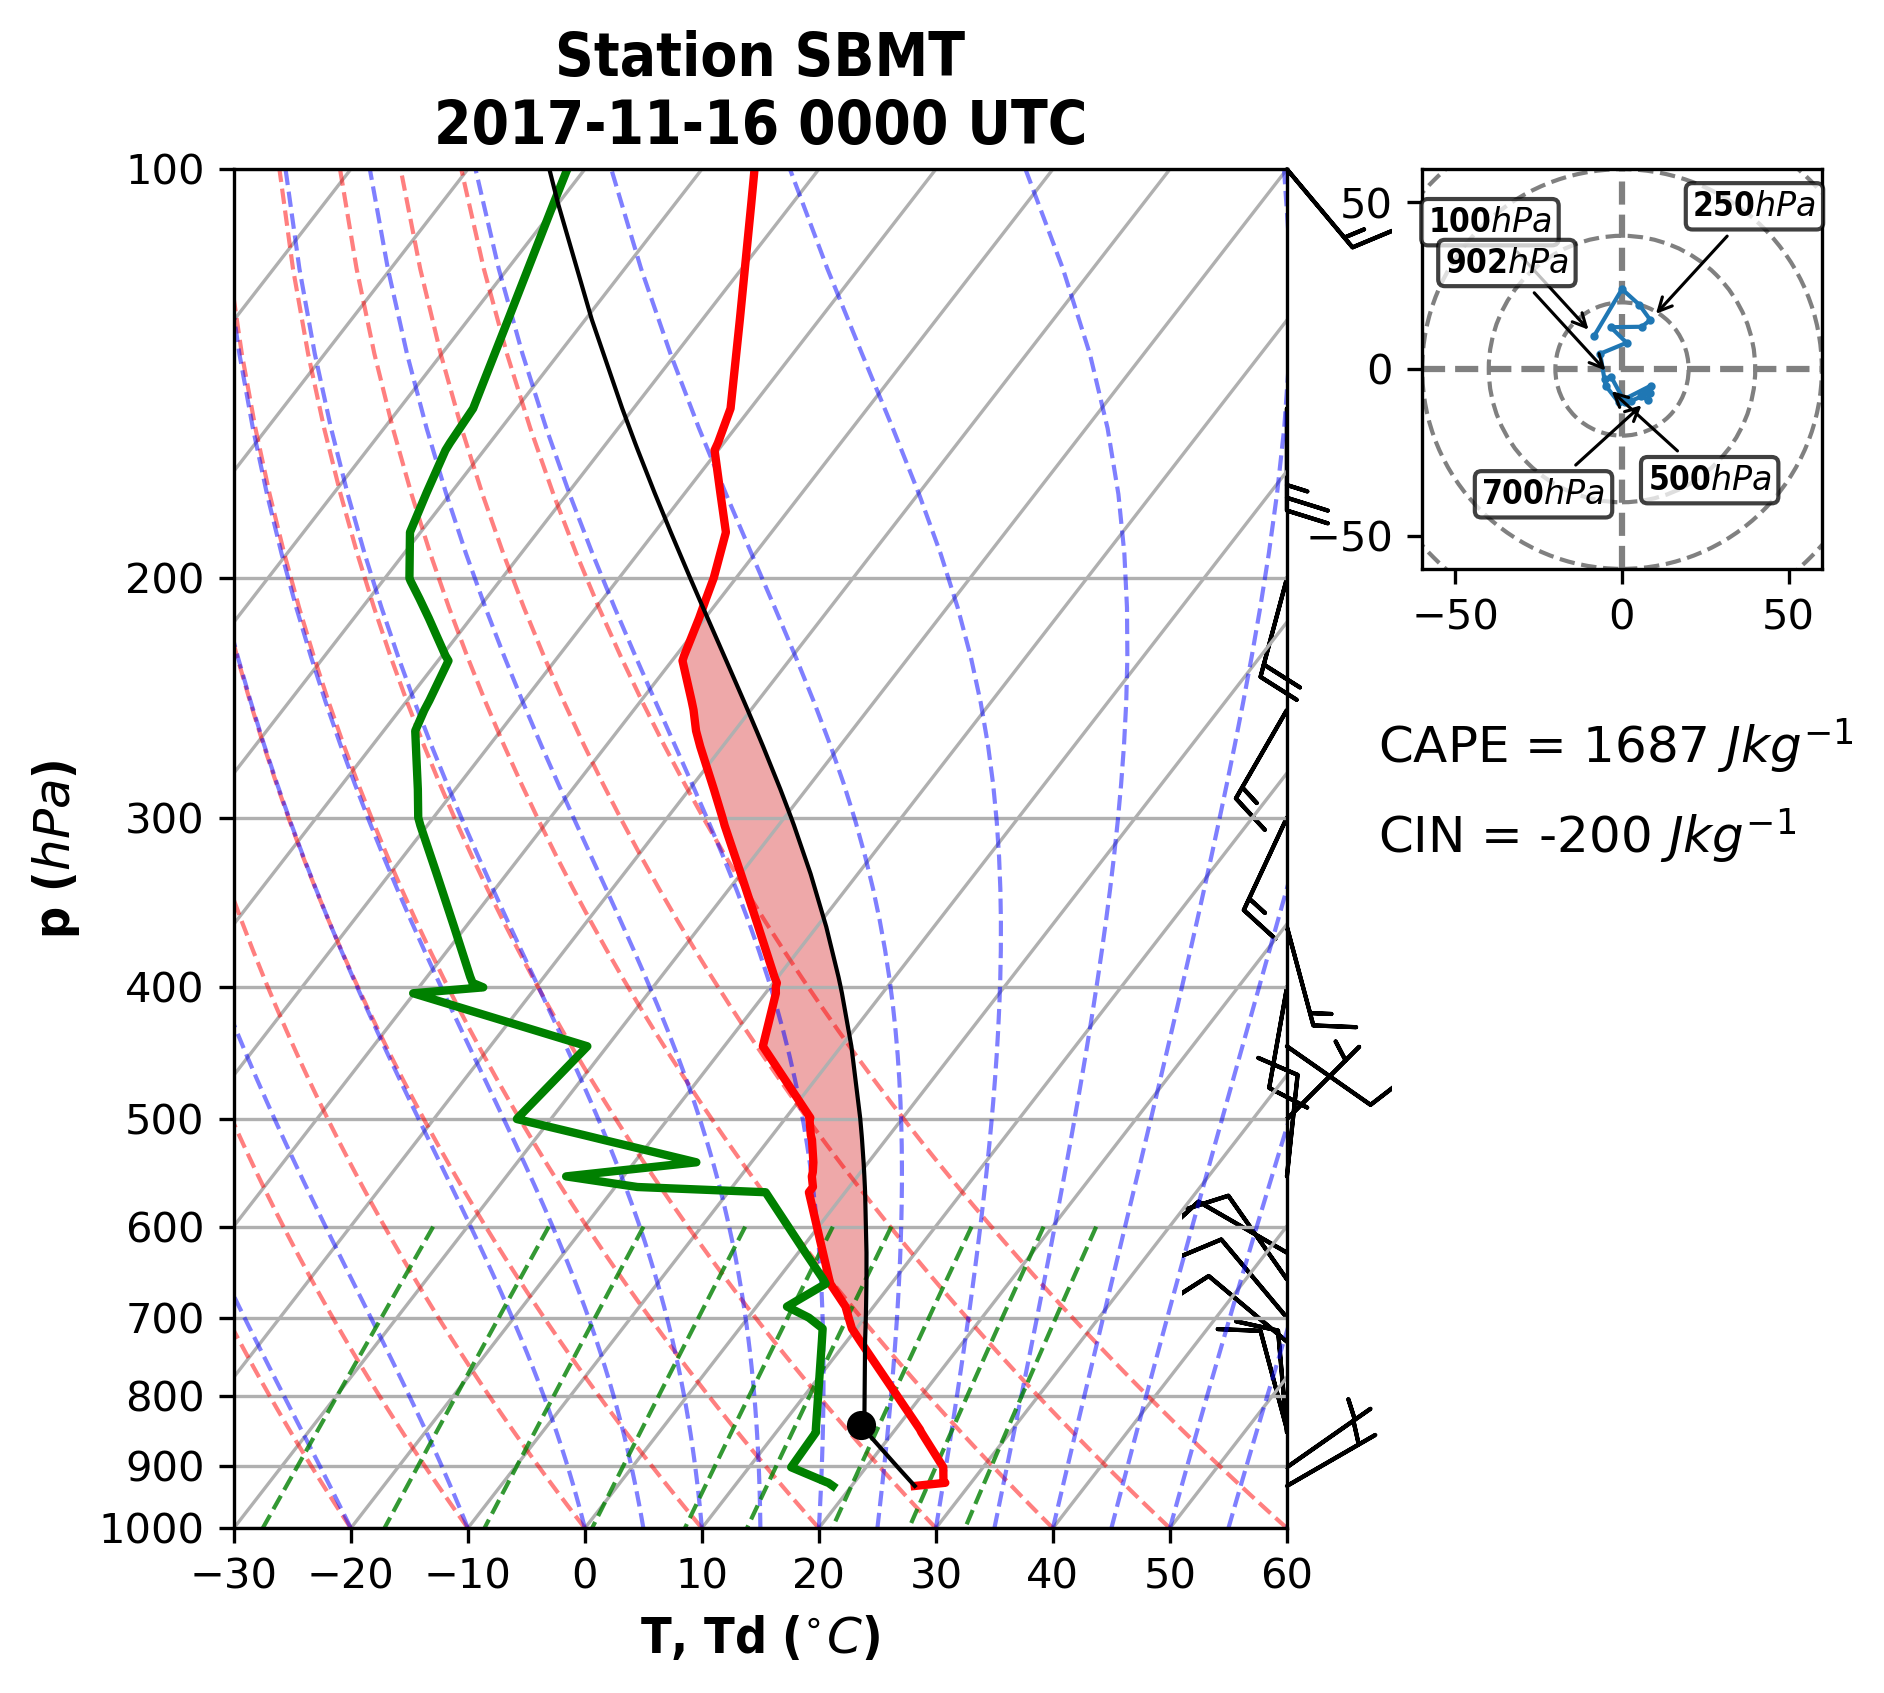 Station SBMT
2017-11-16 0000 UTC
100
200
300
400
500
600
700
800
900
1000
p (hPa)
−30
−20
−10
0
10
20
30
40
50
60
T, Td (°C)
50
0
−50
−50
0
50
100hPa
250hPa
902hPa
700hPa
500hPa
CAPE = 1687 Jkg⁻¹
CIN = -200 Jkg⁻¹